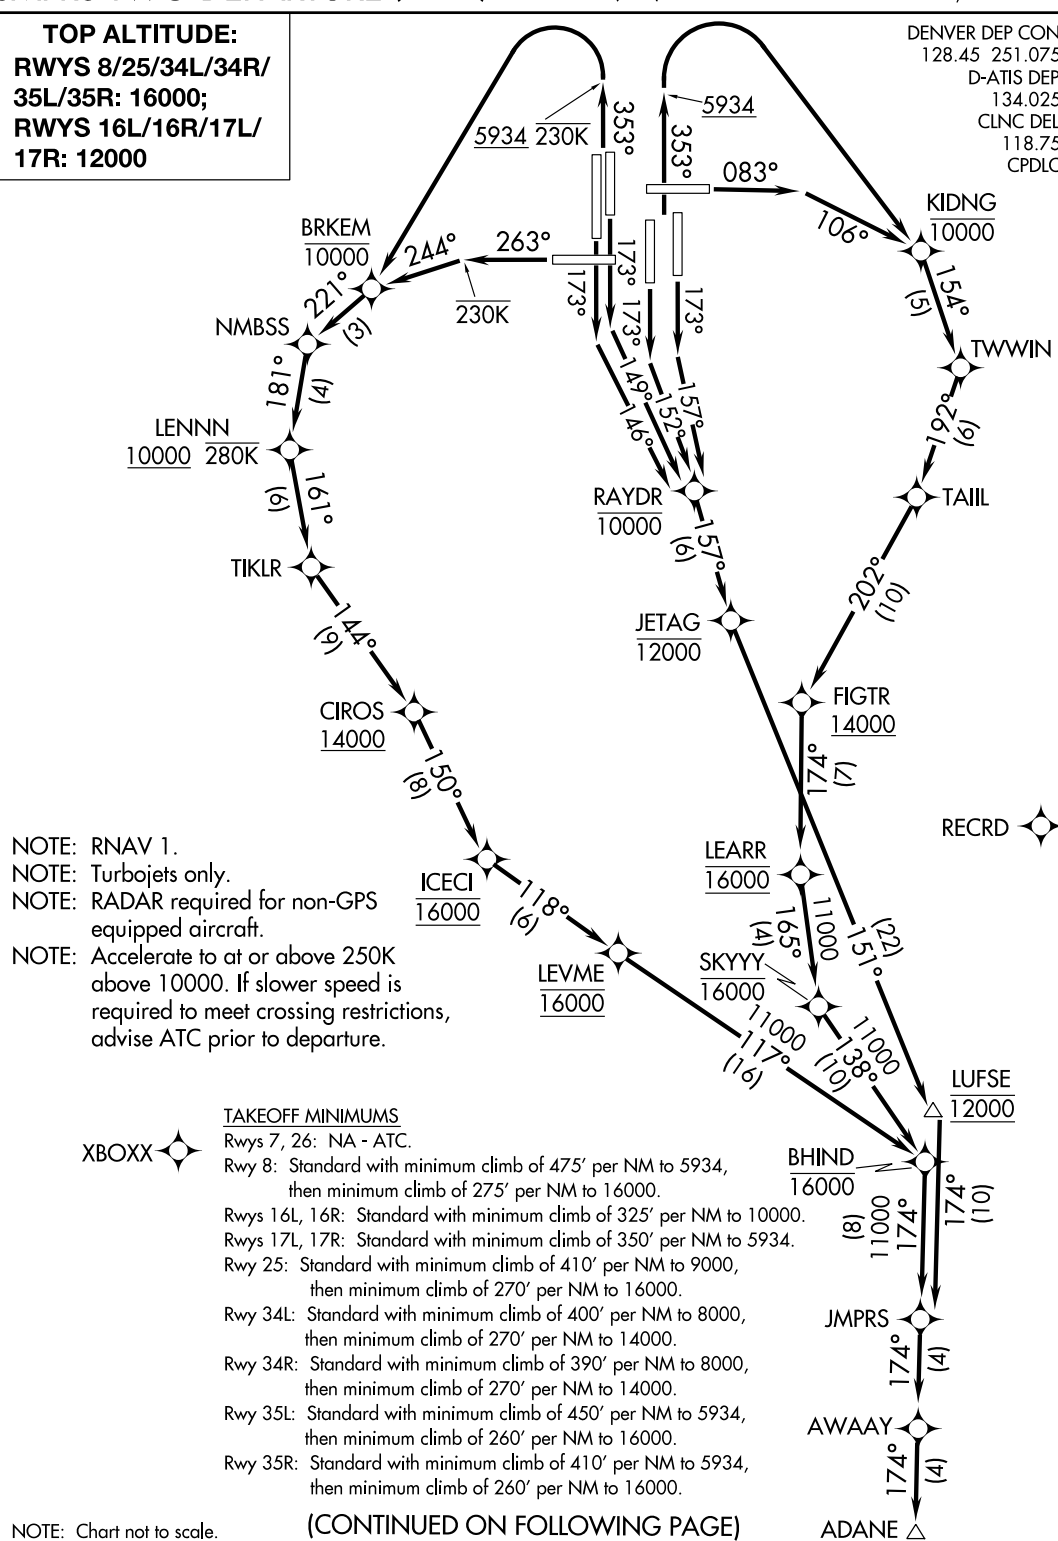 TOP ALTITUDE:
RWYS 8/25/34L/34R/
35L/35R: 16000;
RWYS 16L/16R/17L/
17R: 12000
DENVER DEP CON
128.45 251.075
D-ATIS DEP
134.025
CLNC DEL
118.75
CPDLC
5934 230K
353°
5934
353°
083°
106°
KIDNG
10000
BRKEM
10000
244°
263°
230K
173°
173°
173°
173°
221°
(3)
154°
(5)
NMBSS
TWWIN
181°
(4)
149°
146°
152°
157°
192°
(6)
LENNN
10000 280K
161°
(9)
RAYDR
10000
157°
(6)
TAIIL
TIKLR
202°
(10)
144°
(9)
JETAG
12000
CIROS
14000
FIGTR
14000
150°
(8)
174°
(7)
RECRD
NOTE: RNAV 1.
NOTE: Turbojets only.
NOTE: RADAR required for non-GPS
equipped aircraft.
NOTE: Accelerate to at or above 250K
above 10000. If slower speed is
required to meet crossing restrictions,
advise ATC prior to departure.
LEARR
16000
ICECI
16000
118°
(6)
11000
165°
(4)
(22)
151°
11000
LEVME
16000
SKYYY
16000
11000
117°
(16)
138°
(10)
LUFSE
12000
XBOXX
BHIND
16000
174°
11000
(8)
174°
(10)
TAKEOFF MINIMUMS
Rwys 7, 26: NA - ATC.
Rwy 8: Standard with minimum climb of 475' per NM to 5934,
then minimum climb of 275' per NM to 16000.
Rwys 16L, 16R: Standard with minimum climb of 325' per NM to 10000.
Rwys 17L, 17R: Standard with minimum climb of 350' per NM to 5934.
Rwy 25: Standard with minimum climb of 410' per NM to 9000,
then minimum climb of 270' per NM to 16000.
Rwy 34L: Standard with minimum climb of 400' per NM to 8000,
then minimum climb of 270' per NM to 14000.
Rwy 34R: Standard with minimum climb of 390' per NM to 8000,
then minimum climb of 270' per NM to 14000.
Rwy 35L: Standard with minimum climb of 450' per NM to 5934,
then minimum climb of 260' per NM to 16000.
Rwy 35R: Standard with minimum climb of 410' per NM to 5934,
then minimum climb of 260' per NM to 16000.
JMPRS
174°
(4)
AWAAY
174°
(4)
ADANE
NOTE: Chart not to scale.
(CONTINUED ON FOLLOWING PAGE)